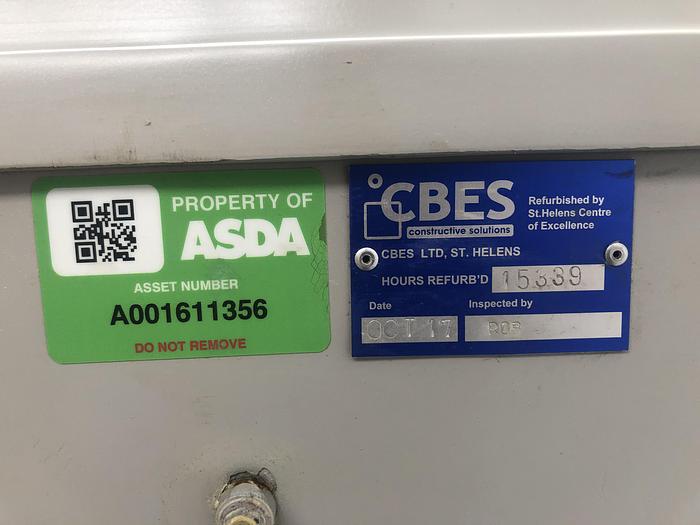 PROPERTY OF
ASDA
ASSET NUMBER
A001611356
DO NOT REMOVE
CBES
constructive solutions
Refurbished by
St.Helens Centre
of Excellence
CBES LTD, ST. HELENS
HOURS REFURB'D 15339
Date
OCT 17
Inspected by
ROB